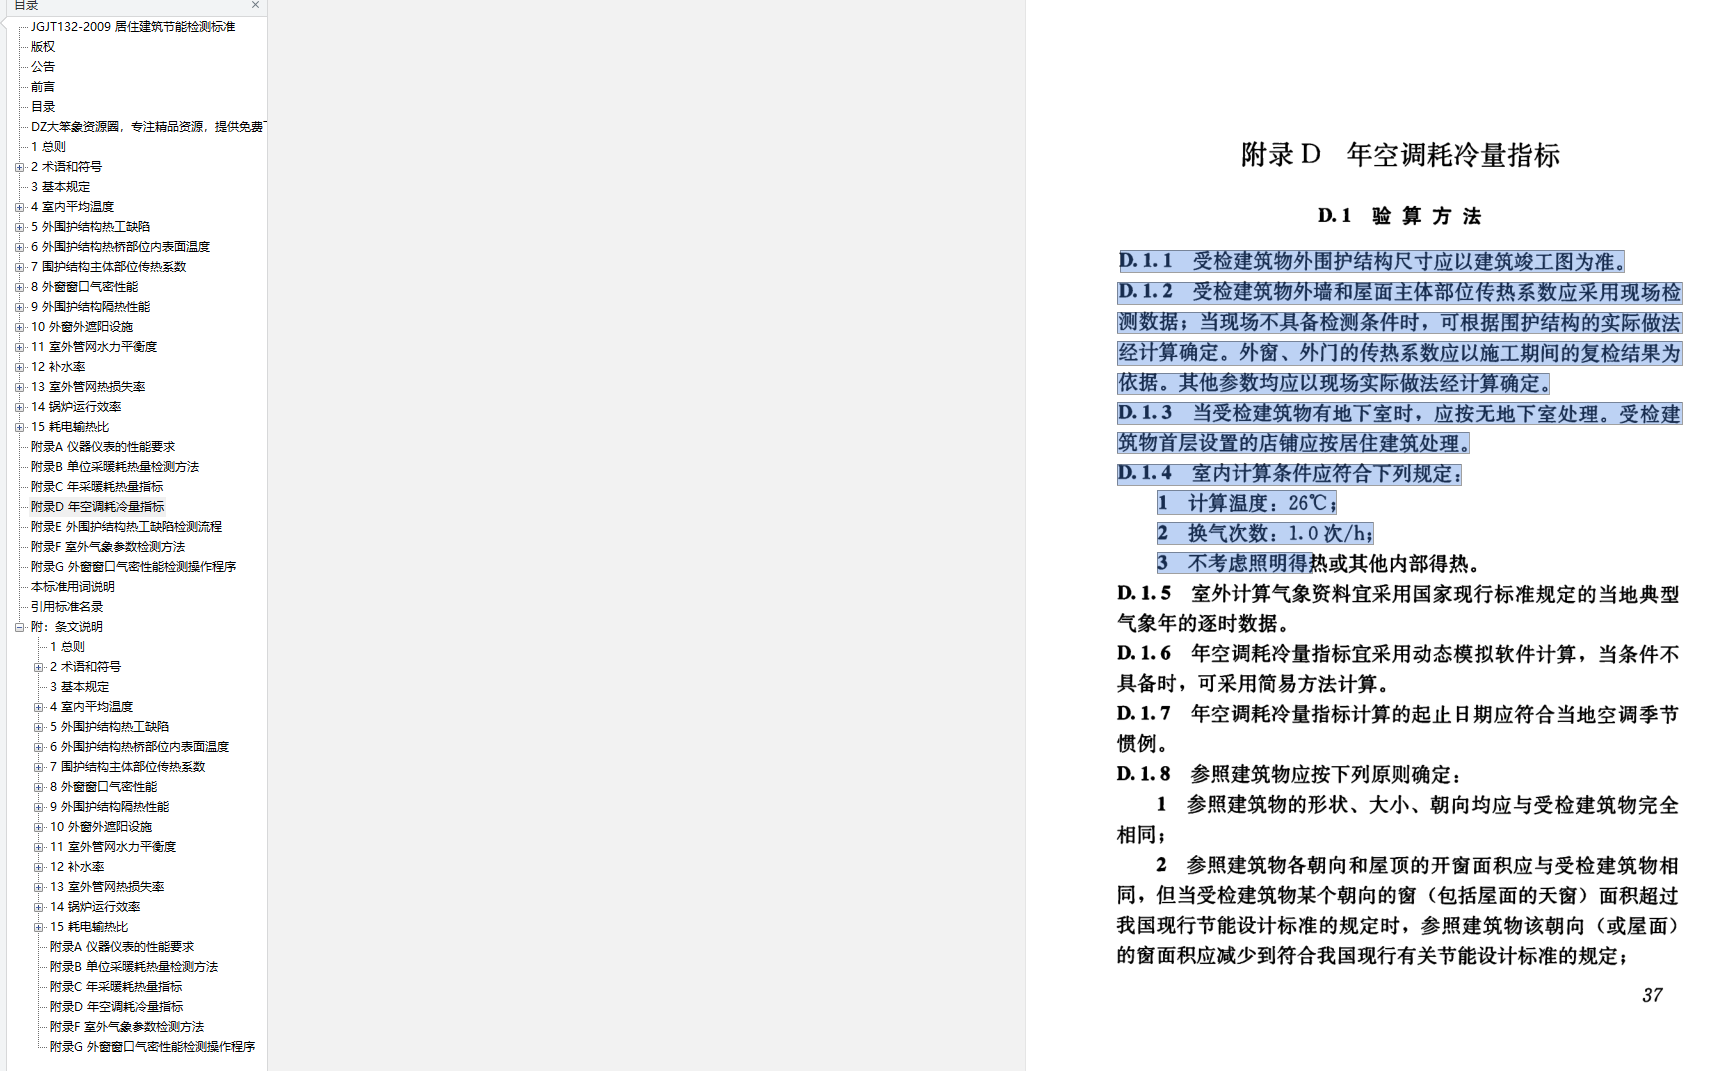 目录
JGJT132-2009 居住建筑节能检测标准
版权
公告
前言
目录
DZ大笨象资源圈，专注精品资源，提供免费
1 总则
2 术语和符号
3 基本规定
4 室内平均温度
5 外围护结构热工缺陷
6 外围护结构热桥部位内表面温度
7 围护结构主体部位传热系数
8 外窗窗口气密性能
9 外围护结构隔热性能
10 外窗外遮阳设施
11 室外管网水力平衡度
12 补水率
13 室外管网热损失率
14 锅炉运行效率
15 耗电输热比
附录A 仪器仪表的性能要求
附录B 单位采暖耗热量检测方法
附录C 年采暖耗热量指标
附录D 年空调耗冷量指标
附录E 外围护结构热工缺陷检测流程
附录F 室外气象参数检测方法
附录G 外窗窗口气密性能检测操作程序
本标准用词说明
引用标准名录
附：条文说明
1 总则
2 术语和符号
3 基本规定
4 室内平均温度
5 外围护结构热工缺陷
6 外围护结构热桥部位内表面温度
7 围护结构主体部位传热系数
8 外窗窗口气密性能
9 外围护结构隔热性能
10 外窗外遮阳设施
11 室外管网水力平衡度
12 补水率
13 室外管网热损失率
14 锅炉运行效率
15 耗电输热比
附录A 仪器仪表的性能要求
附录B 单位采暖耗热量检测方法
附录C 年采暖耗热量指标
附录D 年空调耗冷量指标
附录F 室外气象参数检测方法
附录G 外窗窗口气密性能检测操作程序
附录 D 年空调耗冷量指标
D.1 验 算 方 法
D.1.1 受检建筑物外围护结构尺寸应以建筑竣工图为准。
D.1.2 受检建筑物外墙和屋面主体部位传热系数应采用现场检
测数据；当现场不具备检测条件时，可根据围护结构的实际做法
经计算确定。外窗、外门的传热系数应以施工期间的复检结果为
依据。其他参数均应以现场实际做法经计算确定。
D.1.3 当受检建筑物有地下室时，应按无地下室处理。受检建
筑物首层设置的店铺应按居住建筑处理。
D.1.4 室内计算条件应符合下列规定：
1 计算温度：26℃；
2 换气次数：1.0 次/h；
3 不考虑照明得热或其他内部得热。
D.1.5 室外计算气象资料宜采用国家现行标准规定的当地典型
气象年的逐时数据。
D.1.6 年空调耗冷量指标宜采用动态模拟软件计算，当条件不
具备时，可采用简易方法计算。
D.1.7 年空调耗冷量指标计算的起止日期应符合当地空调季节
惯例。
D.1.8 参照建筑物应按下列原则确定：
1 参照建筑物的形状、大小、朝向均应与受检建筑物完全
相同；
2 参照建筑物各朝向和屋顶的开窗面积应与受检建筑物相
同，但当受检建筑物某个朝向的窗（包括屋面的天窗）面积超过
我国现行节能设计标准的规定时，参照建筑物该朝向（或屋面）
的窗面积应减少到符合我国现行有关节能设计标准的规定；
37